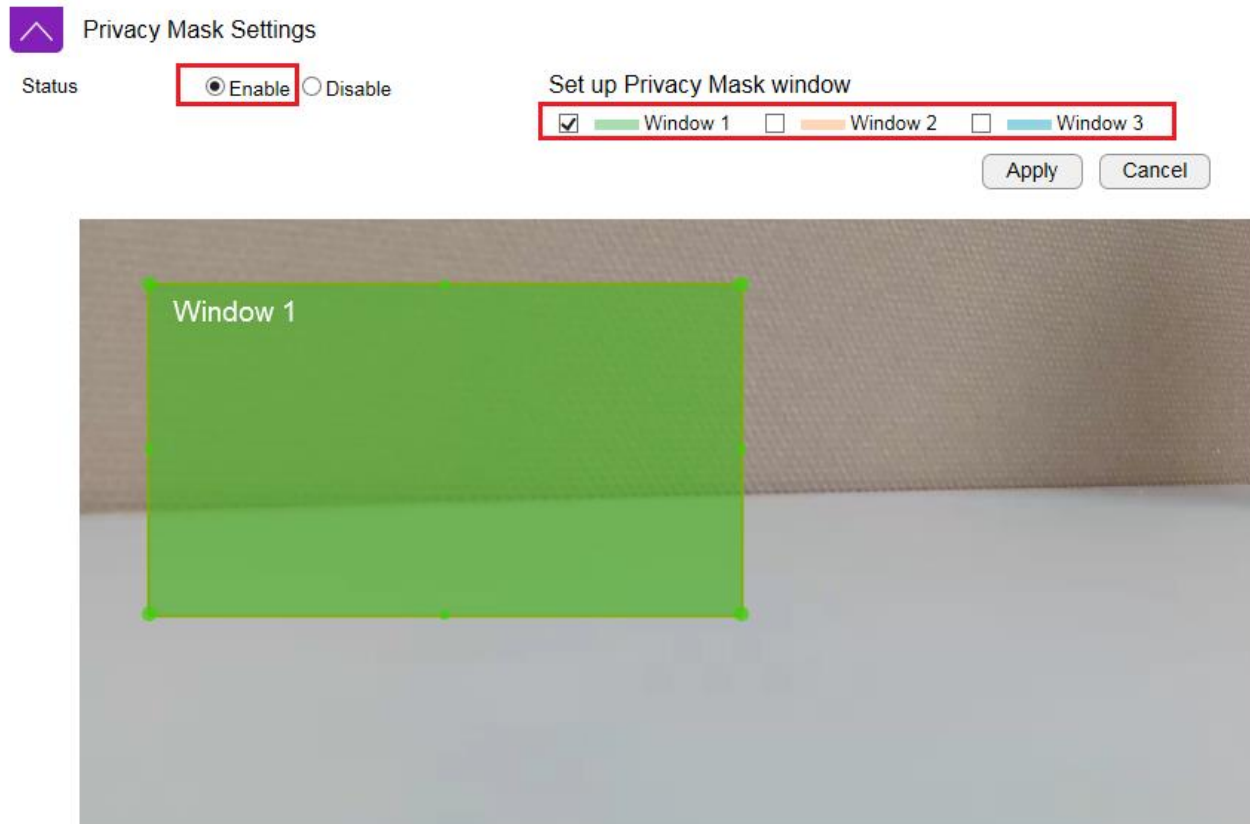 Privacy Mask Settings
Status Enable Disable Set up Privacy Mask window
Window 1 Window 2 Window 3
Apply Cancel
Window 1